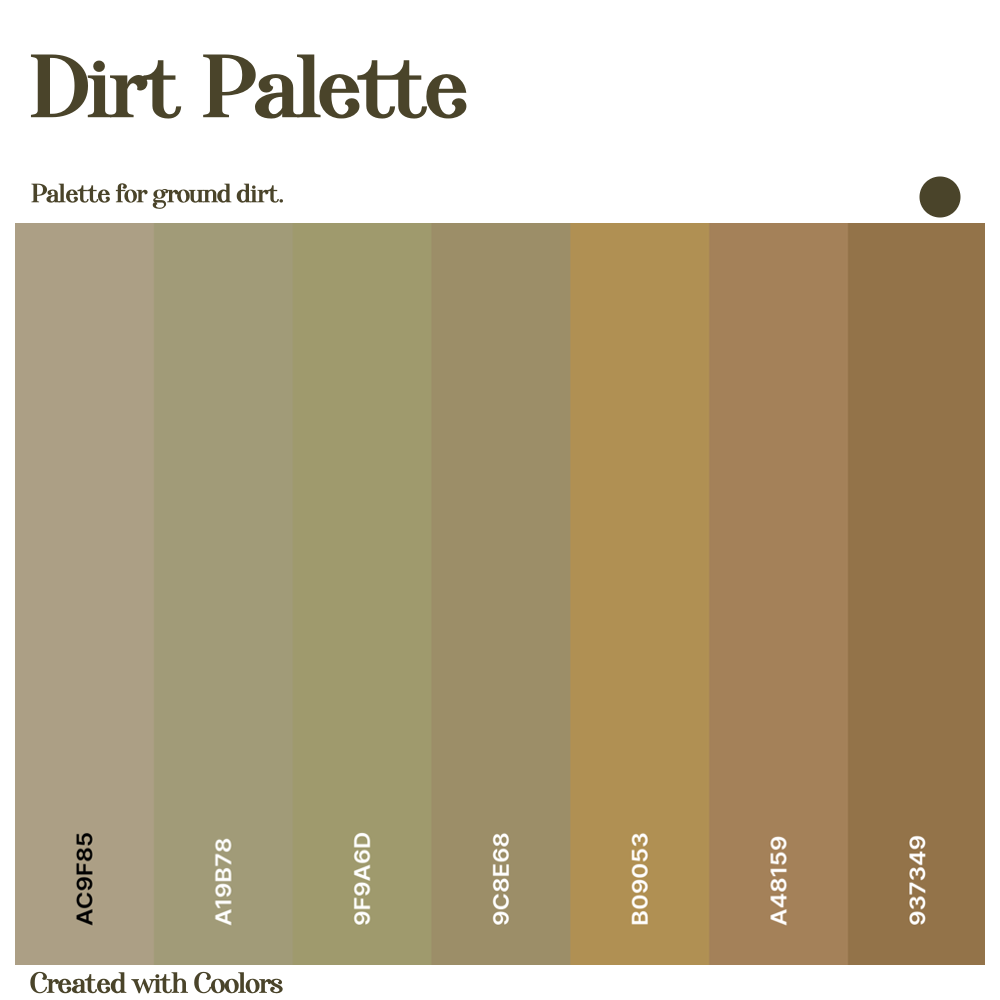 Dirt Palette
Palette for ground dirt.
AC9F85
A19B78
9F9A6D
9C8E68
B09053
A48159
937349
Created with Coolors